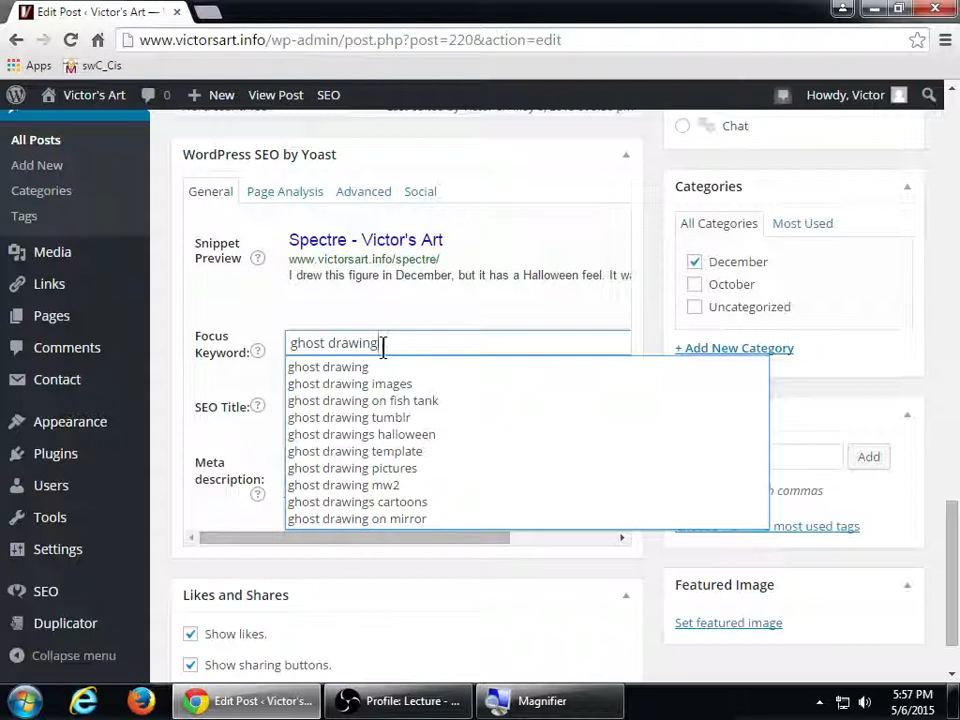 Edit Post ‹ Victor's Art —
www.victorsart.info/wp-admin/post.php?post=220&action=edit
Apps swC_Cis
Victor's Art 0 New View Post SEO Howdy, Victor
All Posts
Add New
Categories
Tags
Media
Links
Pages
Comments
Contact
Appearance
Plugins
Users
Tools
Settings
SEO
Duplicator
Collapse menu
WordPress SEO by Yoast
General Page Analysis Advanced Social
Snippet
Preview
Spectre - Victor's Art
www.victorsart.info/spectre/
I drew this figure in December, but it has a Halloween feel. It wa
Focus
Keyword:
ghost drawing
ghost drawing
ghost drawing images
ghost drawing on fish tank
ghost drawing tumblr
ghost drawings halloween
ghost drawing template
ghost drawing pictures
ghost drawing mw2
ghost drawings cartoons
ghost drawing on mirror
SEO Title:
Meta
description:
Likes and Shares
Show likes.
Show sharing buttons.
Chat
Categories
All Categories Most Used
December
October
Uncategorized
+ Add New Category
Add
commas
most used tags
Featured Image
Set featured image
Edit Post ‹ Victor's...
Profile: Lecture - ...
Magnifier
5:57 PM
5/6/2015